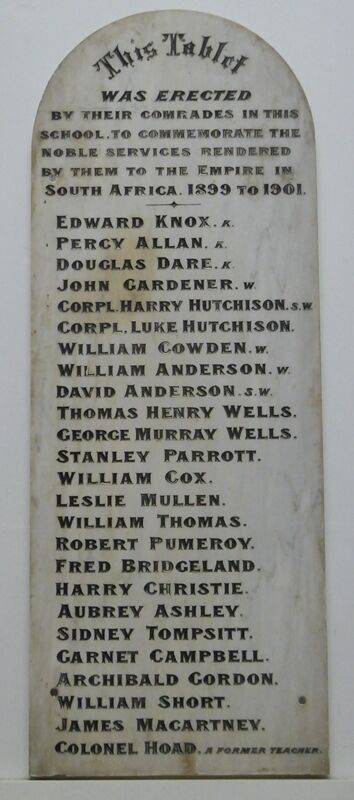 This Tablet
WAS ERECTED
BY THEIR COMRADES IN THIS
SCHOOL. TO COMMEMORATE THE
NOBLE SERVICES RENDERED
BY THEM TO THE EMPIRE IN
SOUTH AFRICA. 1899 TO 1901.
EDWARD KNOX. K.
PERCY ALLAN. K.
DOUGLAS DARE. K.
JOHN GARDENER. W.
CORPL. HARRY HUTCHISON. S.W.
CORPL. LUKE HUTCHISON.
WILLIAM COWDEN. W.
WILLIAM ANDERSON. W.
DAVID ANDERSON. S.W.
THOMAS HENRY WELLS.
GEORGE MURRAY WELLS.
STANLEY PARROTT.
WILLIAM COX.
LESLIE MULLEN.
WILLIAM THOMAS.
ROBERT PUMEROY.
FRED BRIDGELAND.
HARRY CHRISTIE.
AUBREY ASHLEY.
SIDNEY TOMPSITT.
GARNET CAMPBELL.
ARCHIBALD GORDON.
WILLIAM SHORT.
JAMES MACARTNEY.
COLONEL HOAD. A FORMER TEACHER.